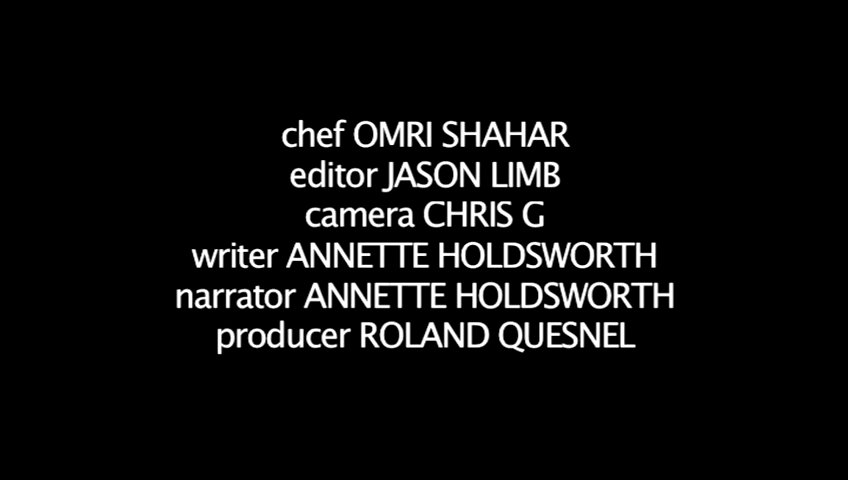 chef OMRI SHAHAR
editor JASON LIMB
camera CHRIS G
writer ANNETTE HOLDSWORTH
narrator ANNETTE HOLDSWORTH
producer ROLAND QUESNEL